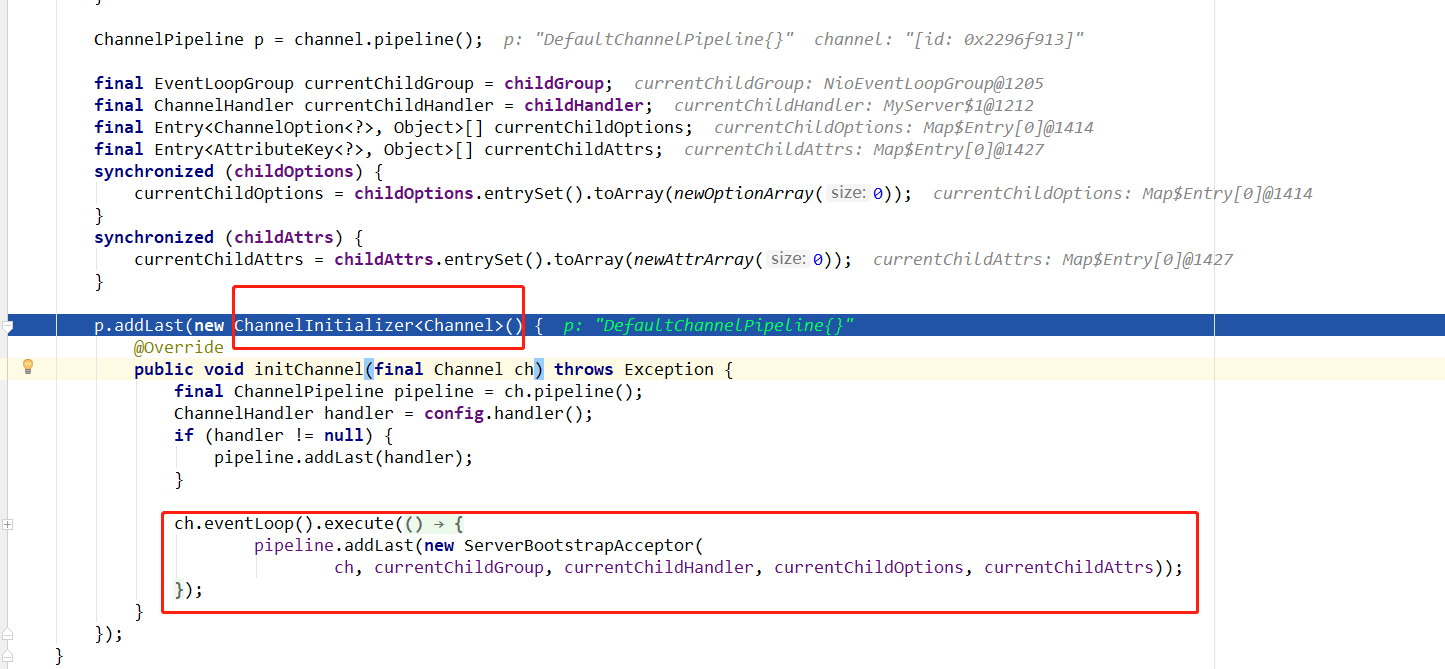 }
ChannelPipeline p = channel.pipeline();  p: "DefaultChannelPipeline{}"  channel: "[id: 0x2296f913]"
final EventLoopGroup currentChildGroup = childGroup;  currentChildGroup: NioEventLoopGroup@1205
final ChannelHandler currentChildHandler = childHandler;  currentChildHandler: MyServer$1@1212
final Entry<ChannelOption<?>, Object>[] currentChildOptions;  currentChildOptions: Map$Entry[0]@1414
final Entry<AttributeKey<?>, Object>[] currentChildAttrs;  currentChildAttrs: Map$Entry[0]@1427
synchronized (childOptions) {
currentChildOptions = childOptions.entrySet().toArray(newOptionArray( size: 0));  currentChildOptions: Map$Entry[0]@1414
}
synchronized (childAttrs) {
currentChildAttrs = childAttrs.entrySet().toArray(newAttrArray( size: 0));  currentChildAttrs: Map$Entry[0]@1427
}
p.addLast(new ChannelInitializer<Channel>() {  p: "DefaultChannelPipeline{}"
@Override
public void initChannel(final Channel ch) throws Exception {
final ChannelPipeline pipeline = ch.pipeline();
ChannelHandler handler = config.handler();
if (handler != null) {
pipeline.addLast(handler);
}
ch.eventLoop().execute(() → {
pipeline.addLast(new ServerBootstrapAcceptor(
ch, currentChildGroup, currentChildHandler, currentChildOptions, currentChildAttrs));
});
}
});
}